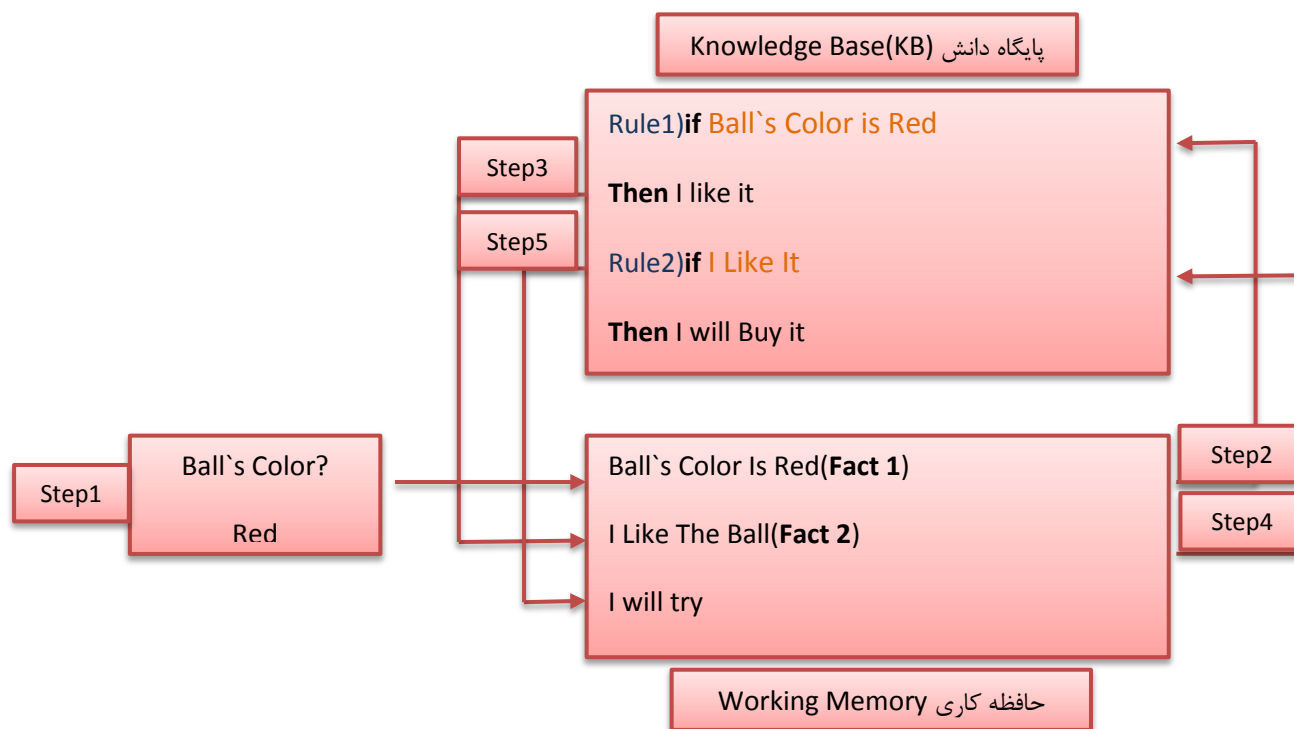 Knowledge Base(KB) پایگاه دانش
Rule1)if Ball`s Color is Red
Then I like it
Rule2)if I Like It
Then I will Buy it
Step3
Step5
Step1
Ball`s Color?
Red
Ball`s Color Is Red(Fact 1)
I Like The Ball(Fact 2)
I will try
Step2
Step4
Working Memory حافظه کاری